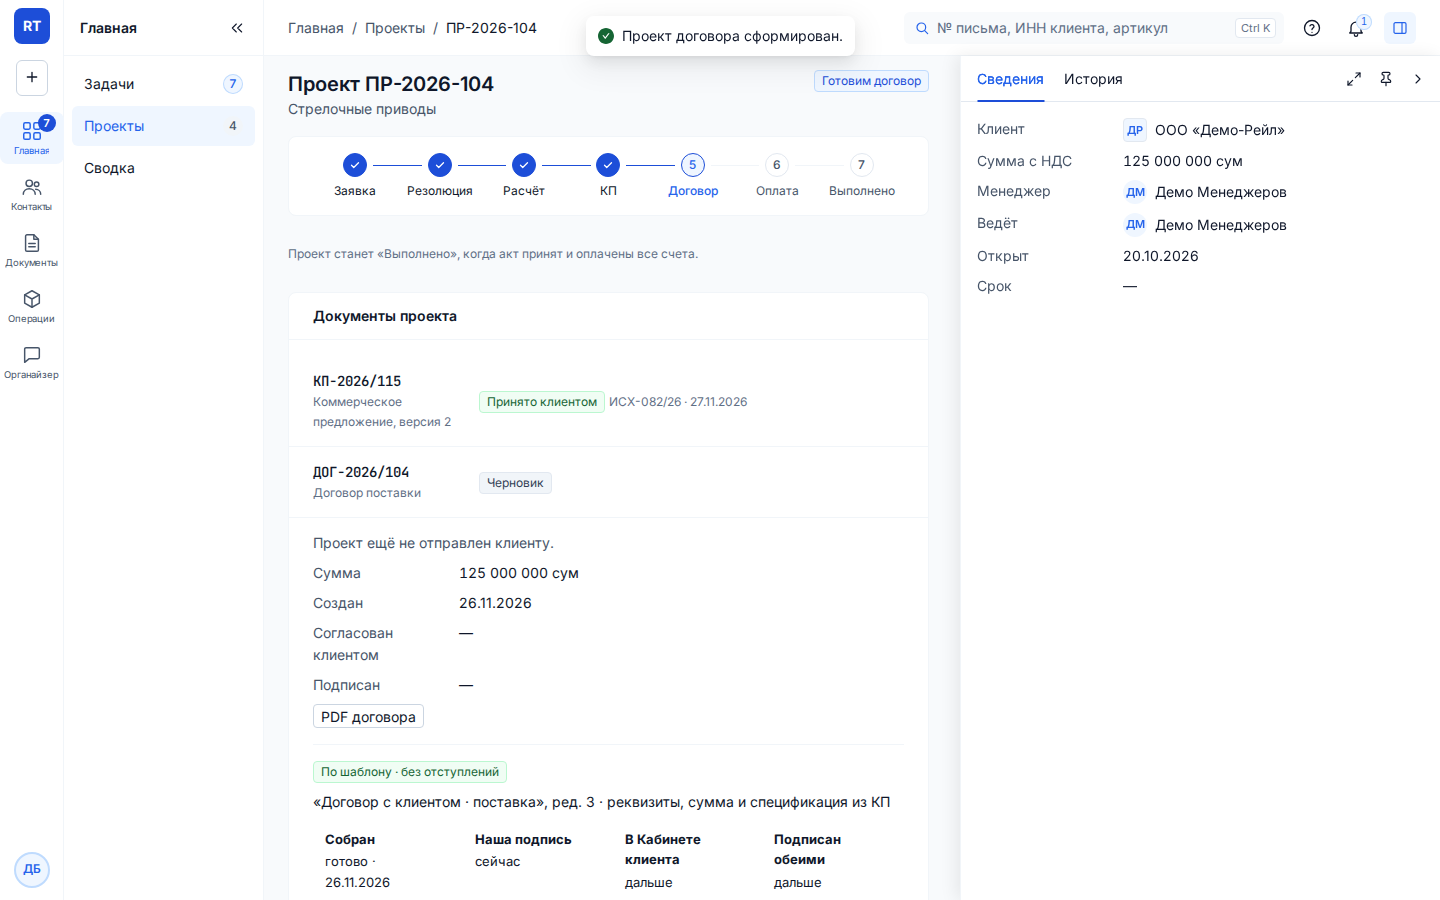 RT
Главная
Главная / Проекты / ПР-2026-104
Проект договора сформирован.
№ письма, ИНН клиента, артикул
Ctrl K
1
7
Главная
Контакты
Документы
Операции
Органайзер
ДБ
Задачи 7
Проекты 4
Сводка
Проект ПР-2026-104
Готовим договор
Стрелочные приводы
5 6 7
Заявка Резолюция Расчёт КП Договор Оплата Выполнено
Проект станет «Выполнено», когда акт принят и оплачены все счета.
Документы проекта
КП-2026/115
Коммерческое
предложение, версия 2
Принято клиентом ИСХ-082/26 · 27.11.2026
ДОГ-2026/104
Договор поставки
Черновик
Проект ещё не отправлен клиенту.
Сумма 125 000 000 сум
Создан 26.11.2026
Согласован
клиентом —
Подписан —
PDF договора
По шаблону · без отступлений
«Договор с клиентом · поставка», ред. 3 · реквизиты, сумма и спецификация из КП
Собран
готово ·
26.11.2026
Наша подпись
сейчас
В Кабинете
клиента
дальше
Подписан
обеими
дальше
Сведения История
Клиент ДР ООО «Демо-Рейл»
Сумма с НДС 125 000 000 сум
Менеджер ДМ Демо Менеджеров
Ведёт ДМ Демо Менеджеров
Открыт 20.10.2026
Срок —